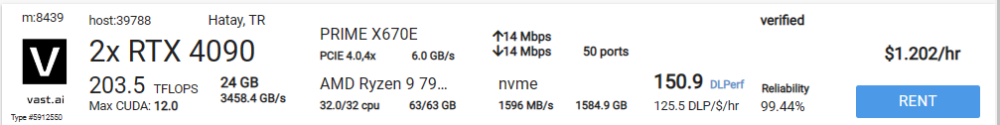 m:8439
host:39788
Hatay, TR
verified
2x RTX 4090
PRIME X670E
↑14 Mbps
↓14 Mbps
50 ports
$1.202/hr
PCIE 4.0,4x
6.0 GB/s
V
vast.ai
Type #5912550
203.5 TFLOPS
24 GB
3458.4 GB/s
Max CUDA: 12.0
AMD Ryzen 9 79...
32.0/32 cpu
63/63 GB
nvme
1596 MB/s
1584.9 GB
150.9 DLPerf
125.5 DLP/$/hr
Reliability
99.44%
RENT